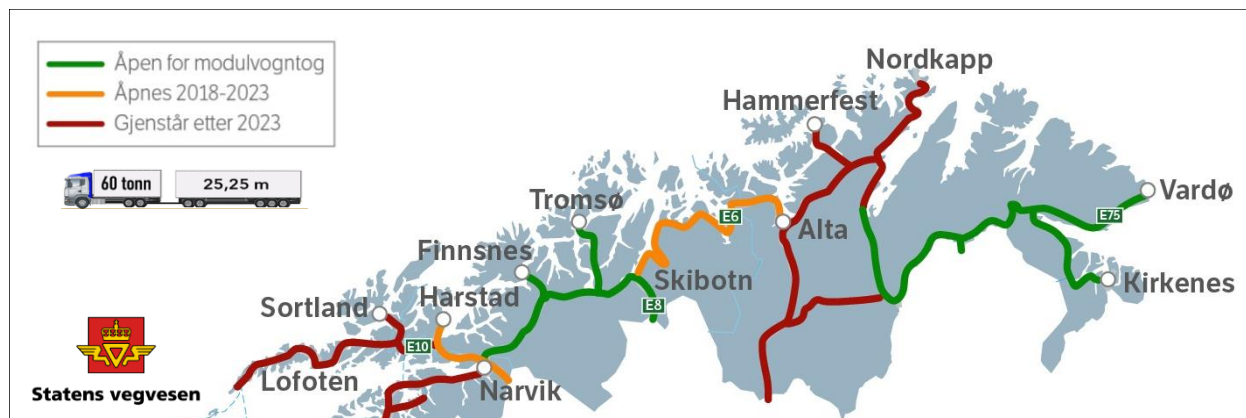 Åpen for modulvogntog
Åpnes 2018-2023
Gjenstår etter 2023
60 tonn
25,25 m
Nordkapp
Hammerfest
Tromsø
Vardø
E75
E6
Alta
Finnsnes
Skibotn
Kirkenes
Harstad
Sortland
E8
E10
Lofoten
Narvik
Statens vegvesen